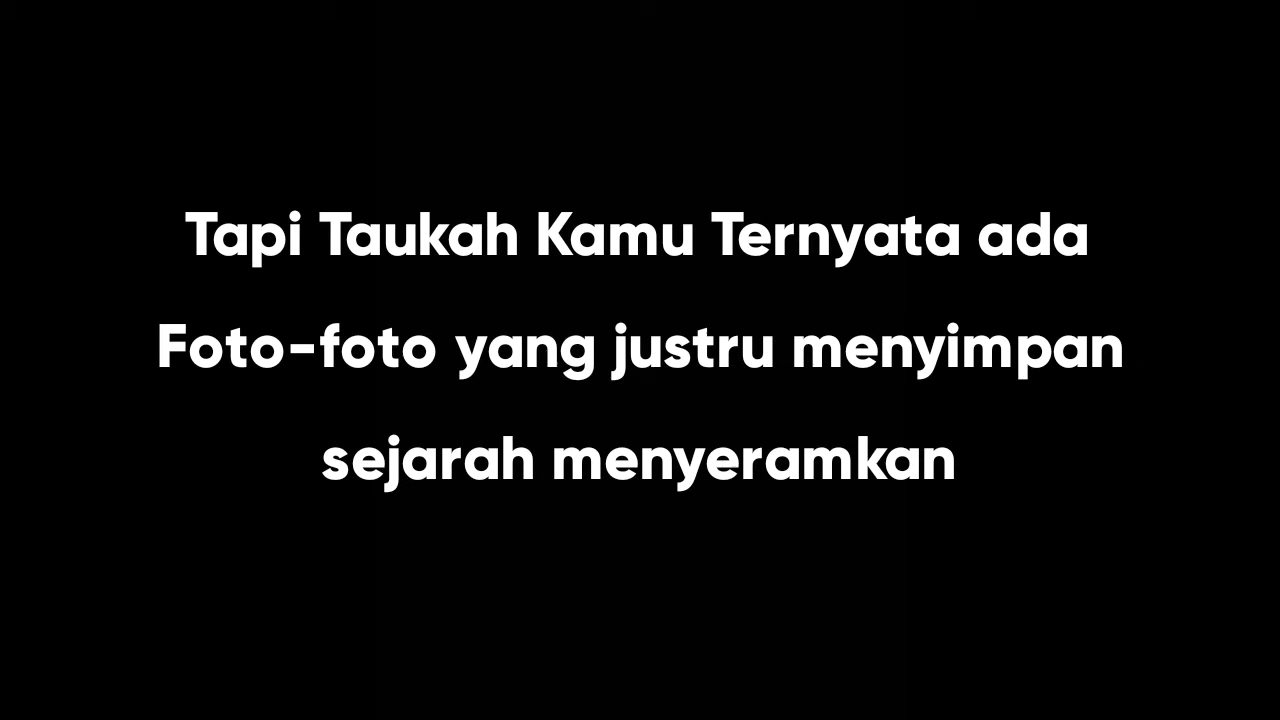 Tapi Taukah Kamu Ternyata ada
Foto-foto yang justru menyimpan
sejarah menyeramkan